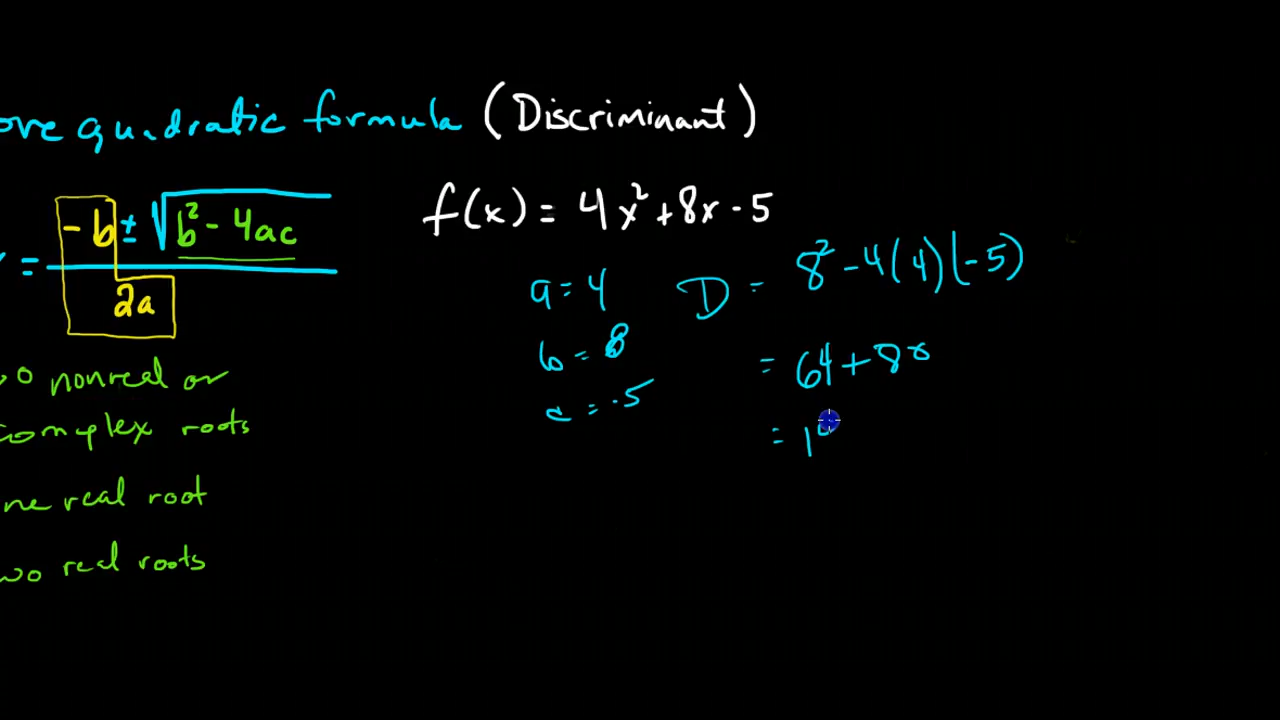 ove quadratic formula (Discriminant)
= -b ± √b² - 4ac
2a
f(x) = 4x² + 8x - 5
a = 4
b = 8
c = -5
D = 8² - 4(4)(-5)
= 64 + 80
= 1
o nonreal or
complex roots
ne real root
wo real roots